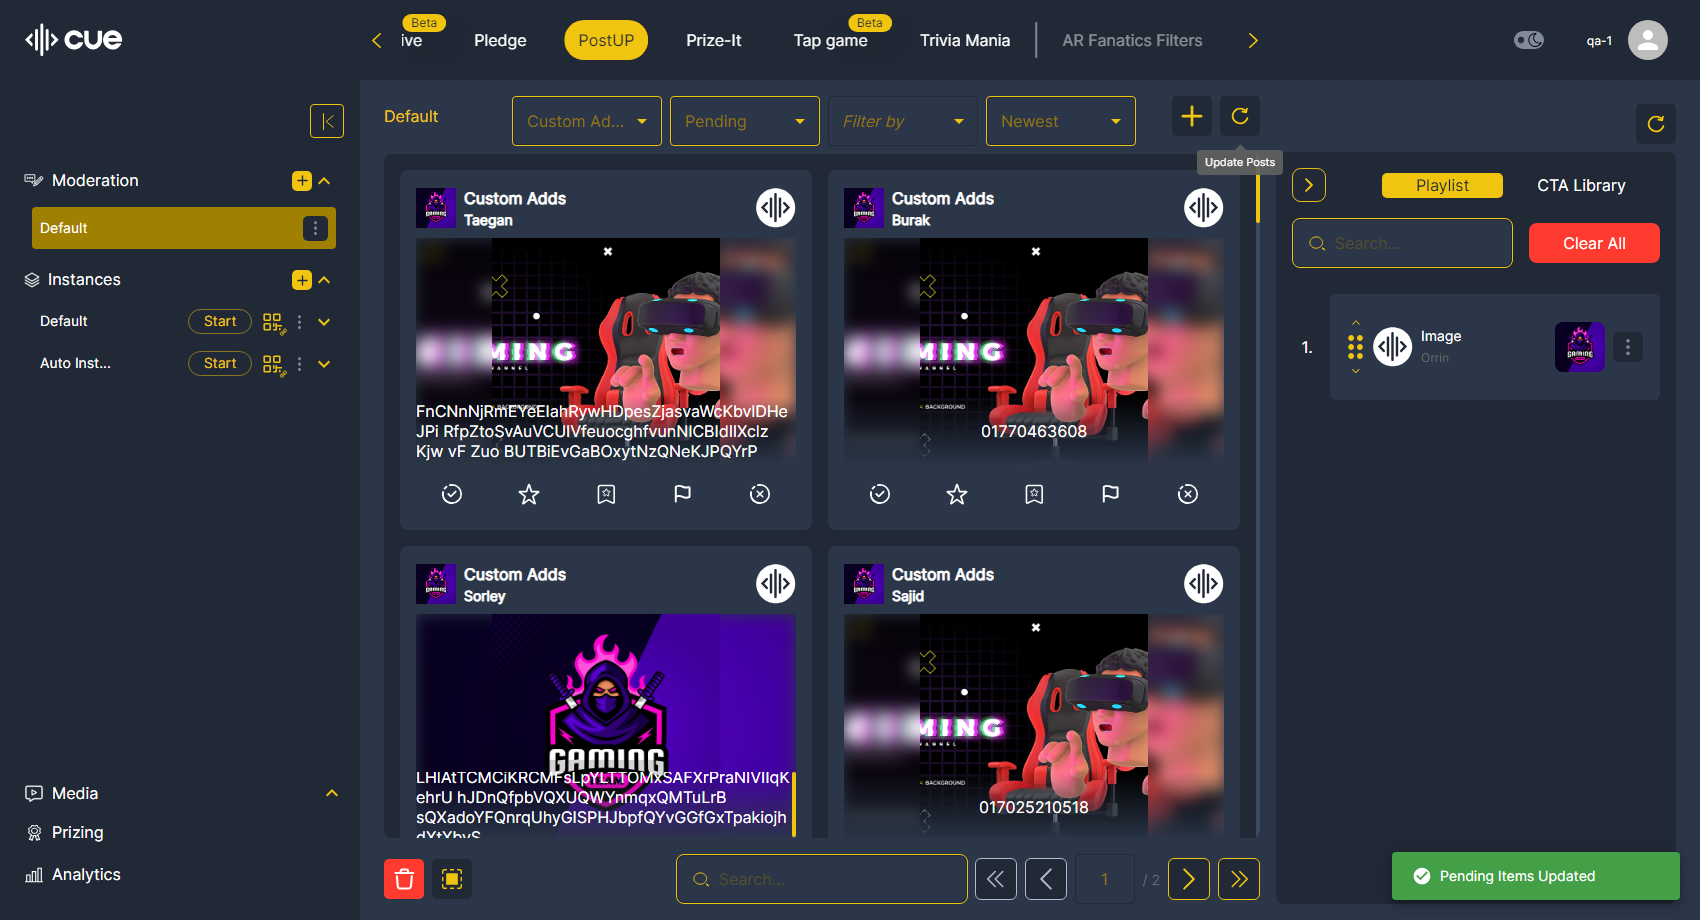 cue
Beta
ive
Pledge
PostUP
Prize-It
Beta
Tap game
Trivia Mania
AR Fanatics Filters
qa-1
Moderation
Default
Instances
Default
Start
Auto Inst...
Start
Media
Prizing
Analytics
Default
Custom Ad...
Pending
Filter by
Newest
Update Posts
Custom Adds
Taegan
MING
FnCNnNjRmEYeElahRywHDpesZjasvaWcKbvIDHe
JPi RfpZtoSvAuVCUIVfeuocghfvunNICBIdIlXclz
Kjw vF Zuo BUTBiEvGaBOxytNzQNeKJPQYrP
Custom Adds
Burak
MING
BACKGROUND
01770463608
Custom Adds
Sorley
GAMING
ehrU hJDnQfpbVQXUQWYnmqxQMTuLrB
sQXadoYFQnrqUhyGISPHJbpfQYvGGfGxTpakiojh
Custom Adds
Sajid
MING
CHANNEL
BACKGROUND
017025210518
Search...
1
/ 2
Playlist
CTA Library
Search...
Clear All
1.
Image
Orrin
GAMING
Pending Items Updated